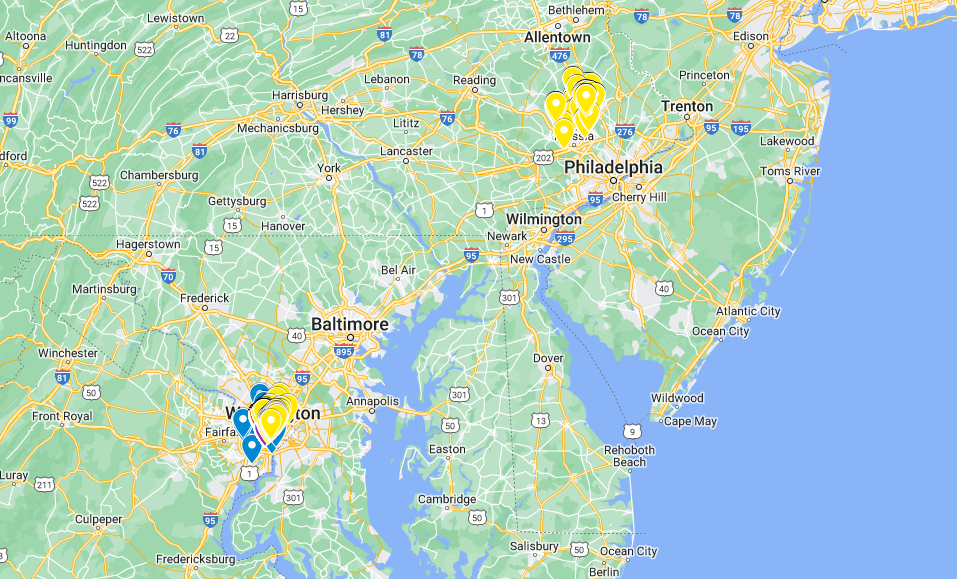 Lewistown
15
Bethlehem
78
78
Altoona
Huntingdon
522
22
81
78
Allentown
476
Edison
ncansville
Lebanon
Reading
Princeton
Harrisburg
Hershey
Trenton
99
76
Mechanicsburg
Lititz
76
276
95
195
81
Lancaster
202
Lakewood
dford
Chambersburg
York
Philadelphia
Toms River
522
522
Gettysburg
15
Hanover
1
95
Cherry Hill
Wilmington
Newark
295
Hagerstown
15
95
New Castle
70
Bel Air
Martinsburg
Frederick
301
40
Atlantic City
Baltimore
40
895
Ocean City
Winchester
81
95
Dover
50
301
Wildwood
Annapolis
Front Royal
50
13
9
Cape May
Easton
Rehoboth
Beach
Luray
211
1
301
Cambridge
50
Culpeper
95
Salisbury
50
Ocean City
Fredericksburg
Berlin